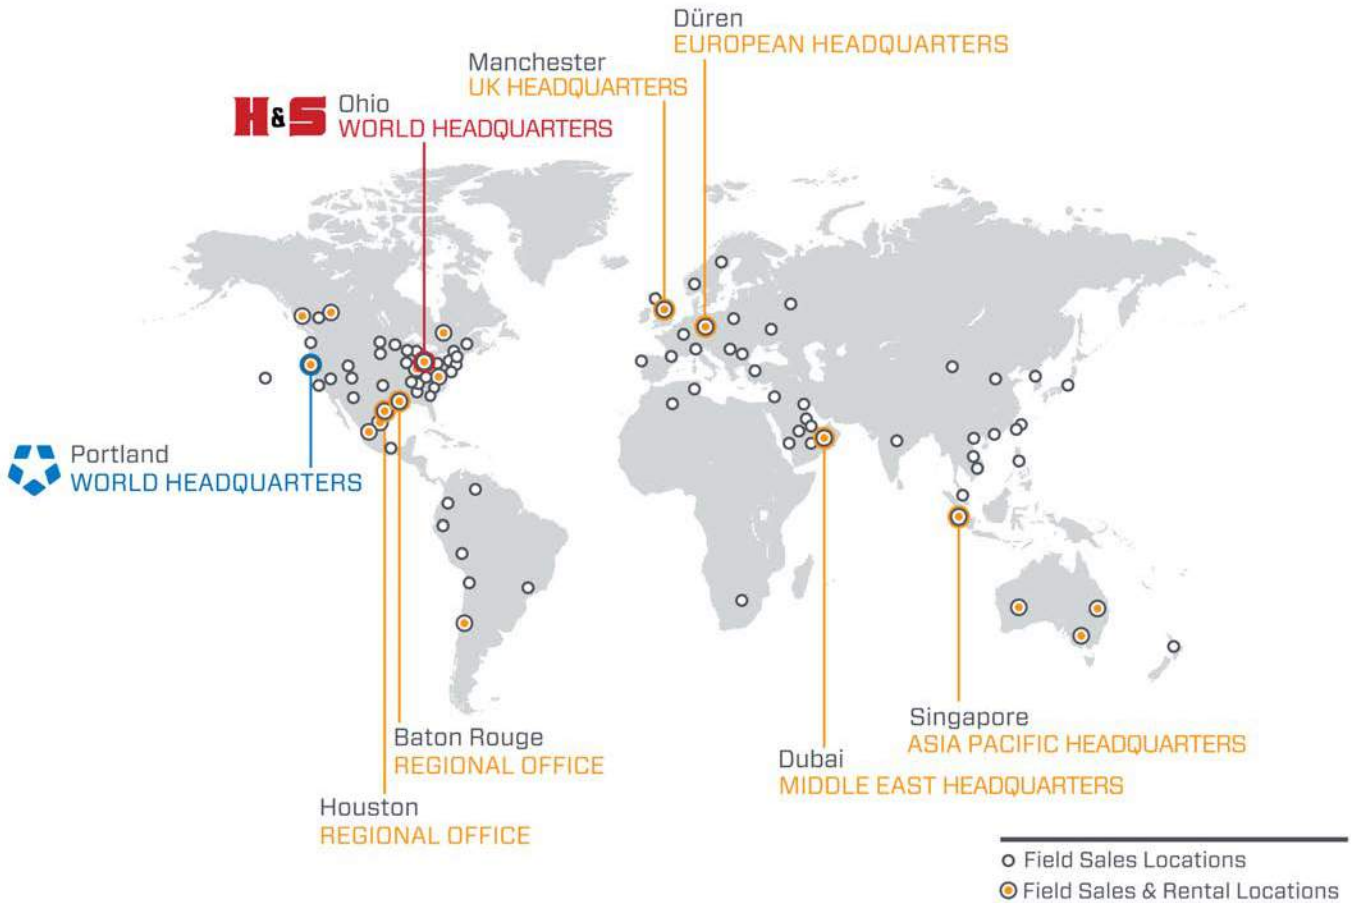 Düren
EUROPEAN HEADQUARTERS
Manchester
UK HEADQUARTERS
H&S
Ohio
WORLD HEADQUARTERS
Portland
WORLD HEADQUARTERS
Baton Rouge
REGIONAL OFFICE
Houston
REGIONAL OFFICE
Dubai
MIDDLE EAST HEADQUARTERS
Singapore
ASIA PACIFIC HEADQUARTERS
Field Sales Locations
Field Sales & Rental Locations